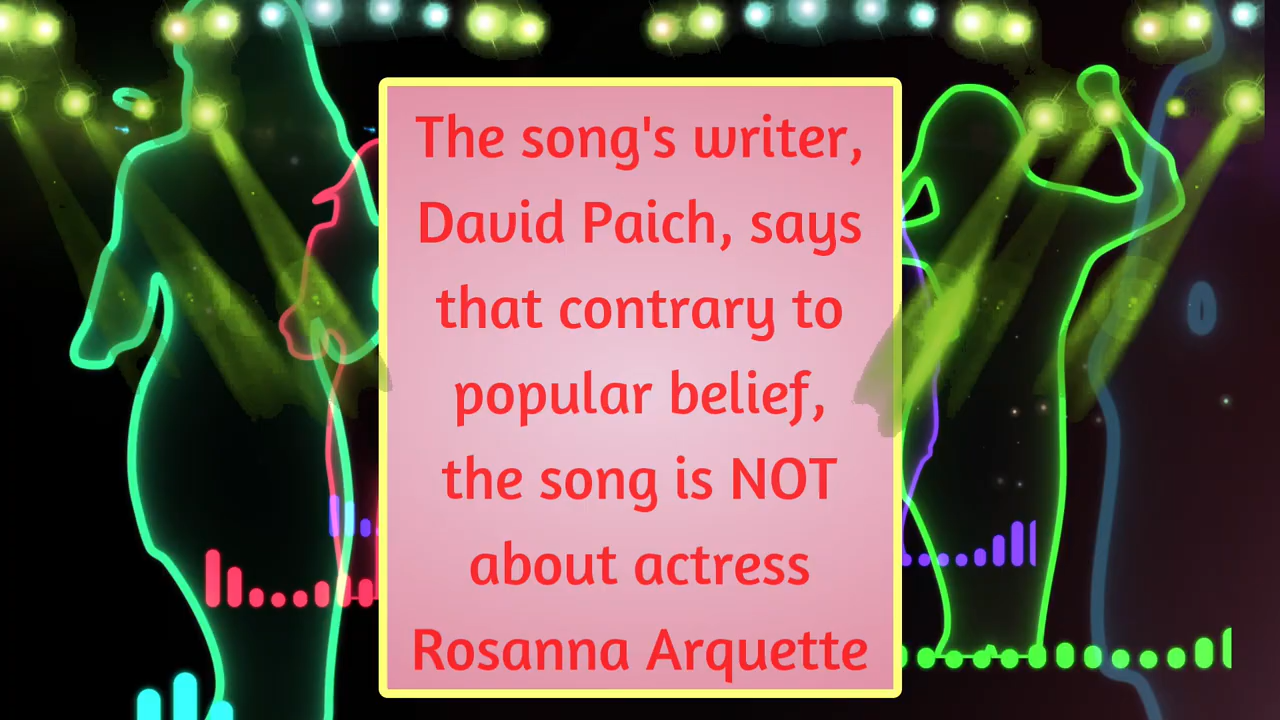 The song's writer,
David Paich, says
that contrary to
popular belief,
the song is NOT
about actress
Rosanna Arquette